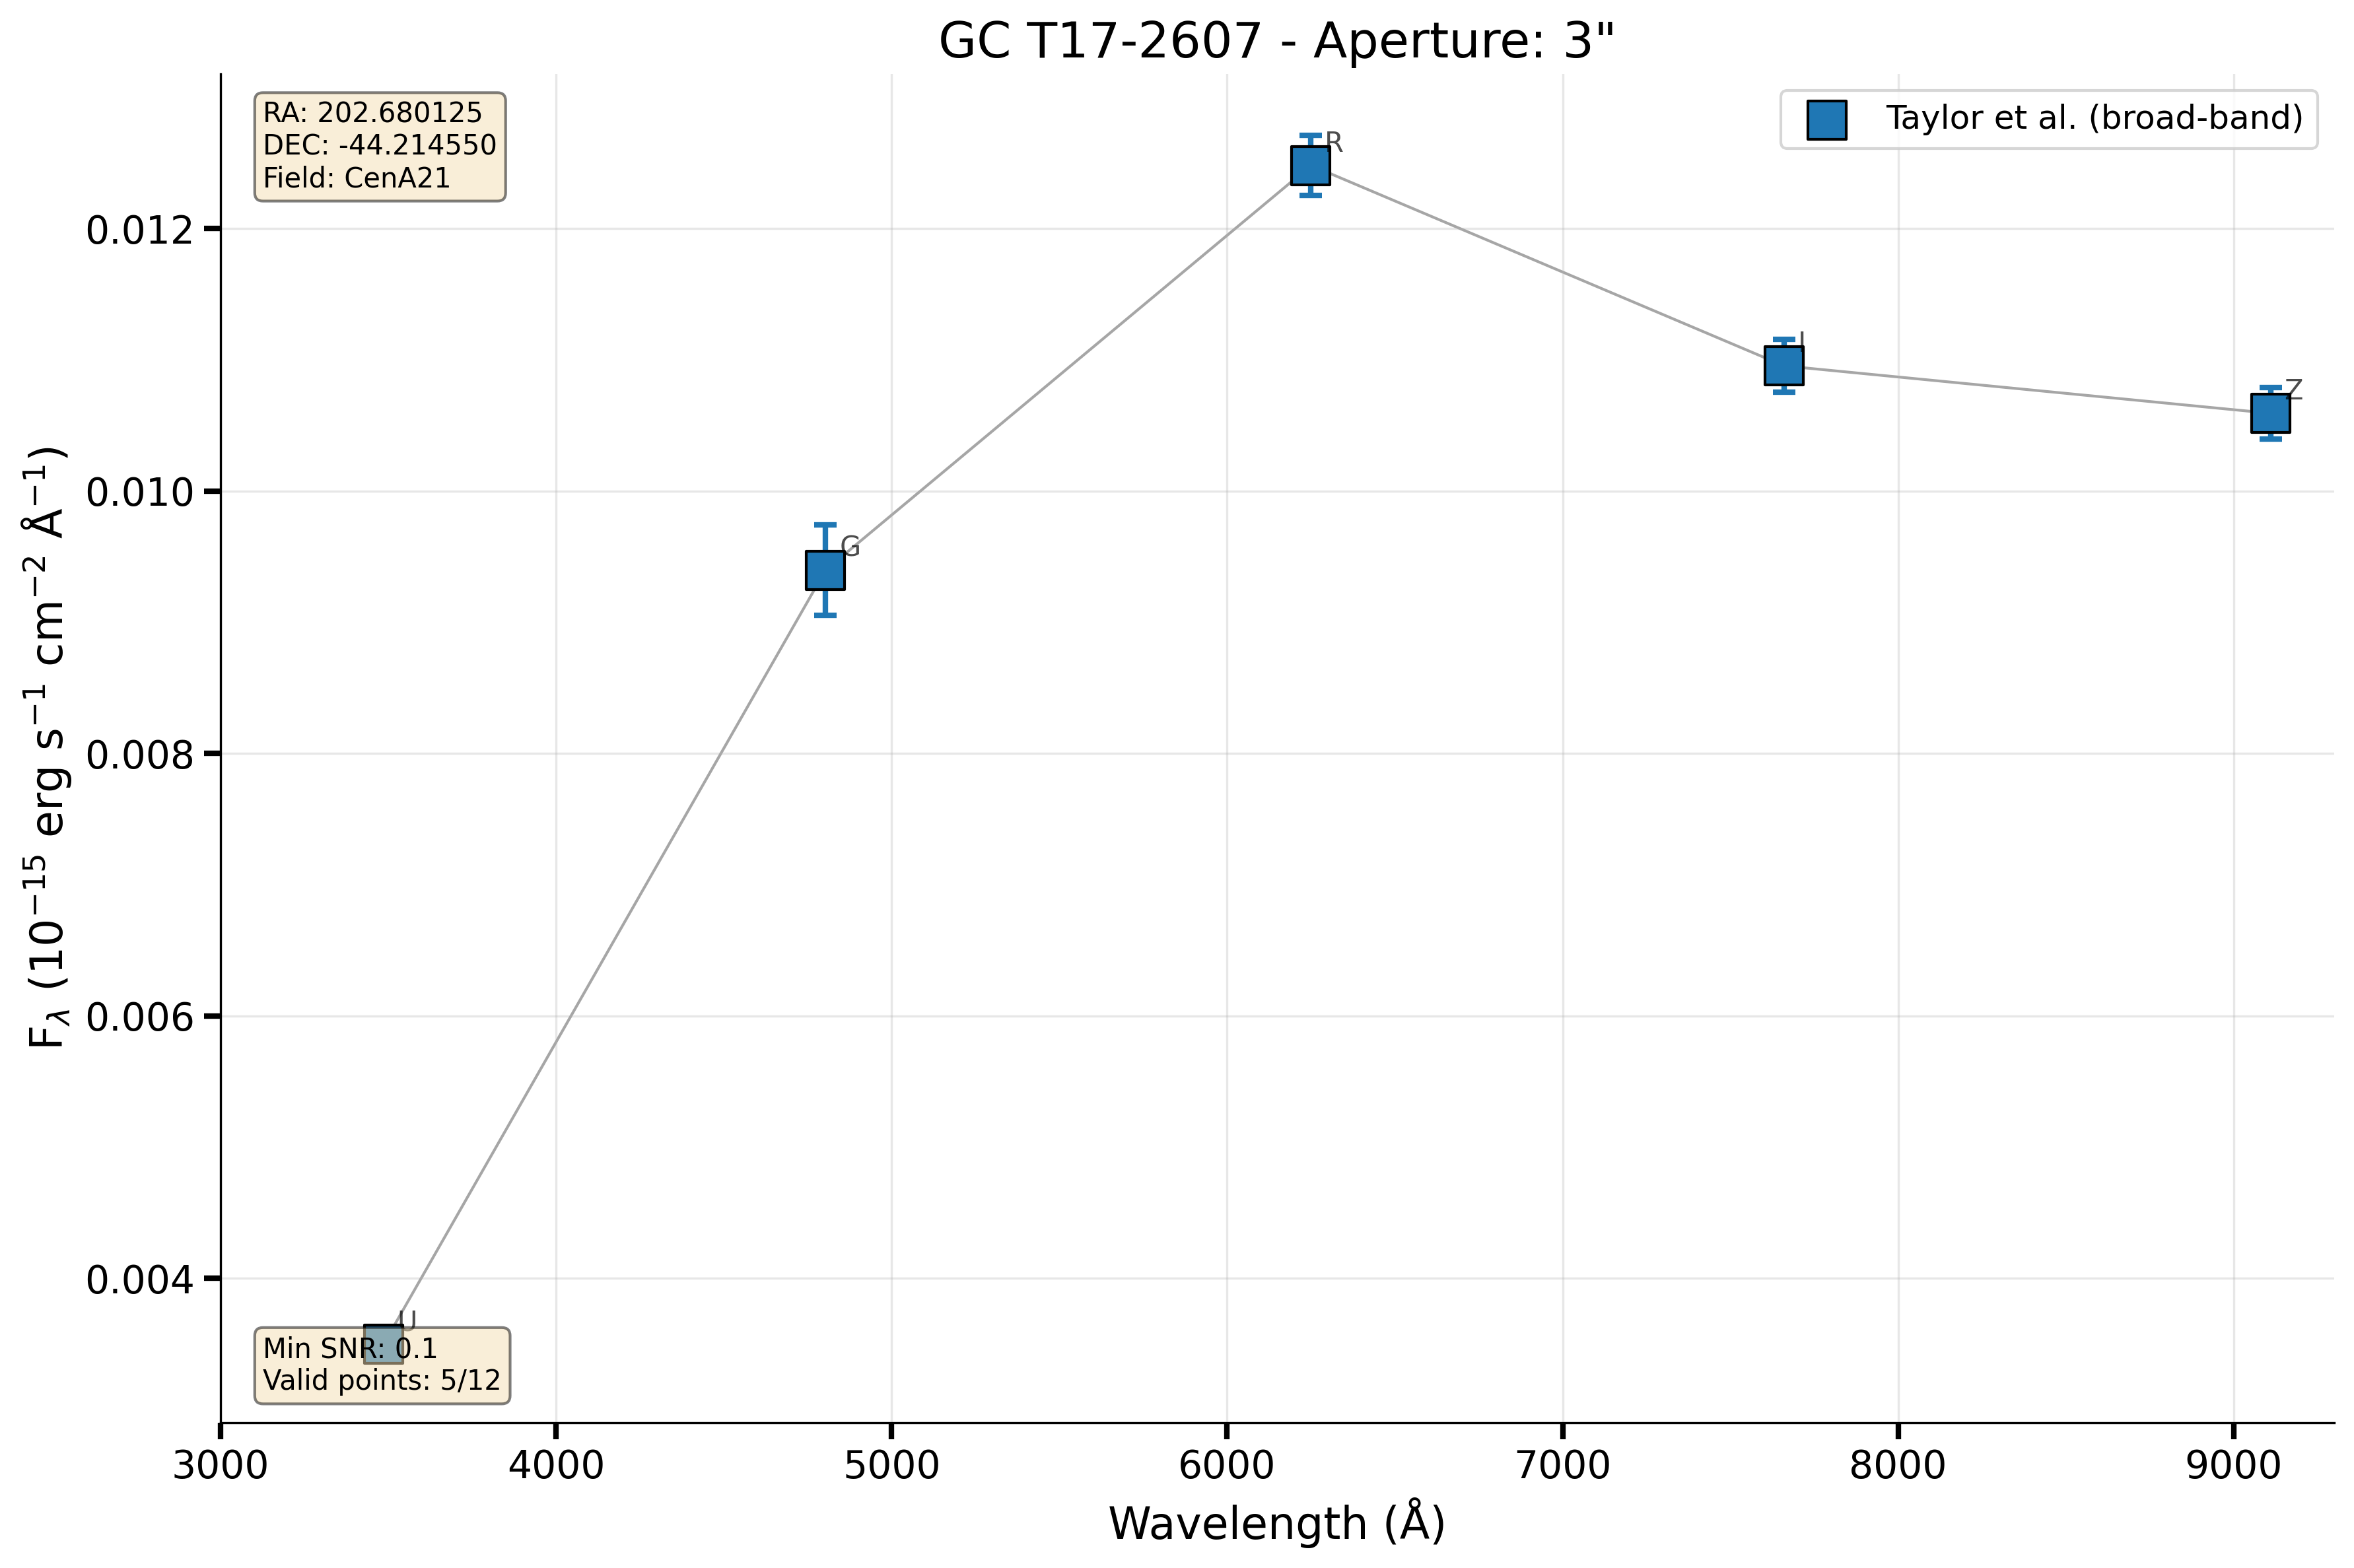 GC T17-2607 - Aperture: 3"
RA: 202.680125
DEC: -44.214550
Field: CenA21
Taylor et al. (broad-band)
R
I
Z
G
U
0.012
0.010
0.008
0.006
0.004
F_λ (10⁻¹⁵ erg s⁻¹ cm⁻² Å⁻¹)
Min SNR: 0.1
Valid points: 5/12
3000 4000 5000 6000 7000 8000 9000
Wavelength (Å)